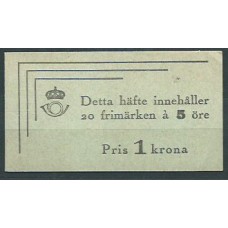 Detta häfte innehåller
20 frimärken à 5 öre
Pris 1 krona